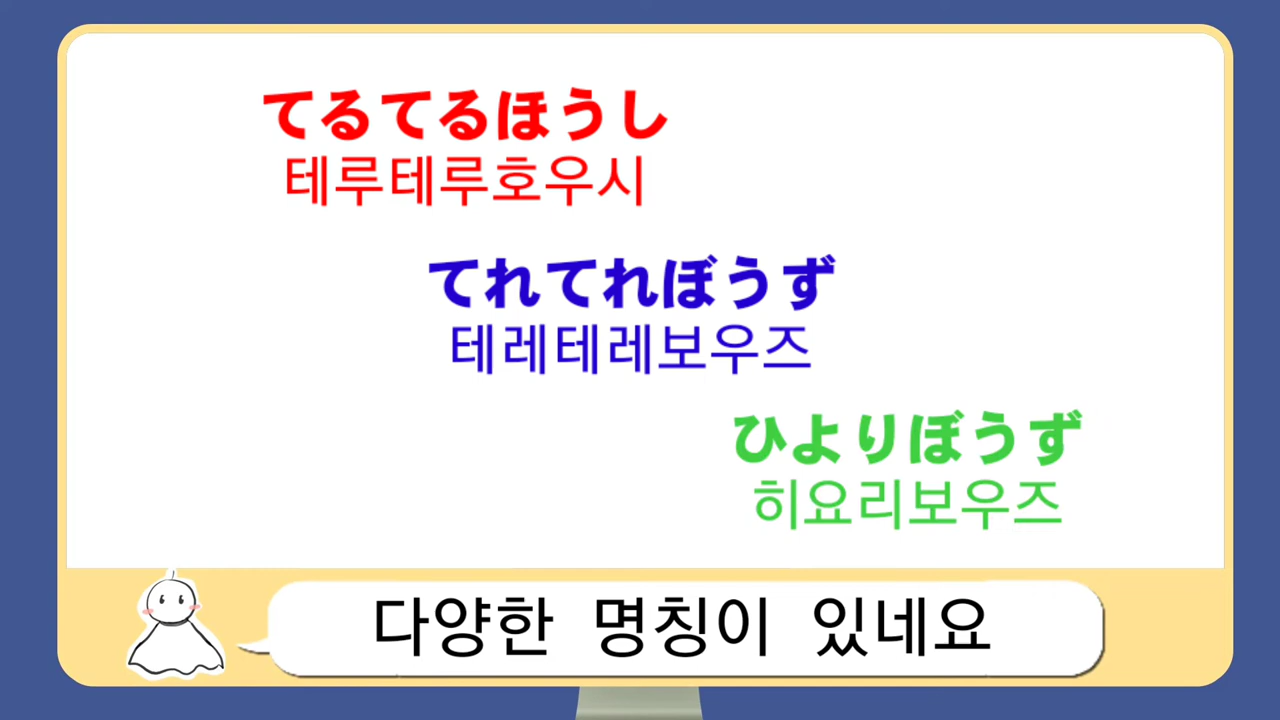 てるてるほうし
테루테루호우시
てれてれぼうず
테레테레보우즈
ひよりぼうず
히요리보우즈
다양한 명칭이 있네요